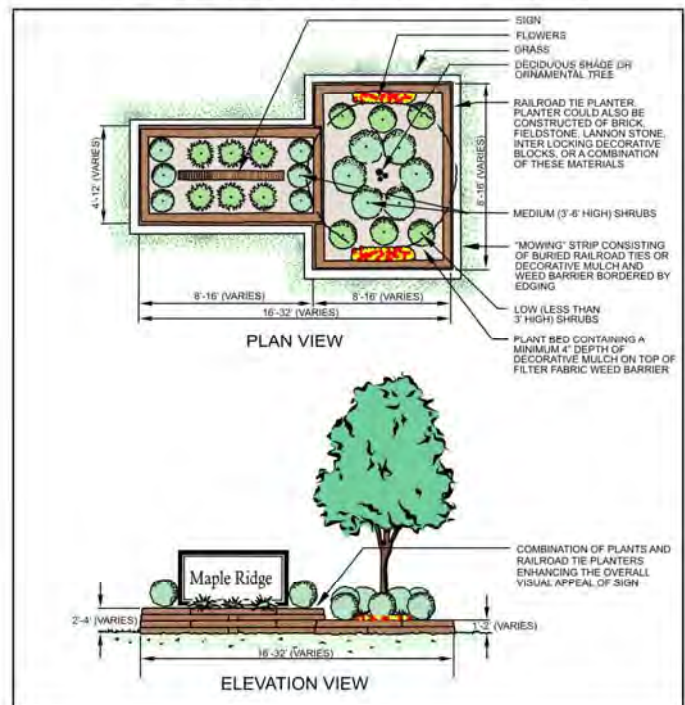 SIGN
FLOWERS
GRASS
DECIDUOUS SHADE OR
ORNAMENTAL TREE
RAILROAD TIE PLANTER.
PLANTER COULD ALSO BE
CONSTRUCTED OF BRICK,
FIELDSTONE, LANNON STONE,
INTER LOCKING DECORATIVE
BLOCKS, OR A COMBINATION
OF THESE MATERIALS
MEDIUM (3'-6' HIGH) SHRUBS
"MOWING" STRIP CONSISTING
OF BURIED RAILROAD TIES OR
DECORATIVE MULCH AND
WEED BARRIER BORDERED BY
EDGING
LOW (LESS THAN
3' HIGH) SHRUBS
PLANT BED CONTAINING A
MINIMUM 4" DEPTH OF
DECORATIVE MULCH ON TOP OF
FILTER FABRIC WEED BARRIER
4'-12' (VARIES)
8'-16' (VARIES)
8'-16' (VARIES)
8'-16' (VARIES)
16'-32' (VARIES)
PLAN VIEW
COMBINATION OF PLANTS AND
RAILROAD TIE PLANTERS
ENHANCING THE OVERALL
VISUAL APPEAL OF SIGN
Maple Ridge
2'-4' (VARIES)
1'-2' (VARIES)
16'-32' (VARIES)
ELEVATION VIEW